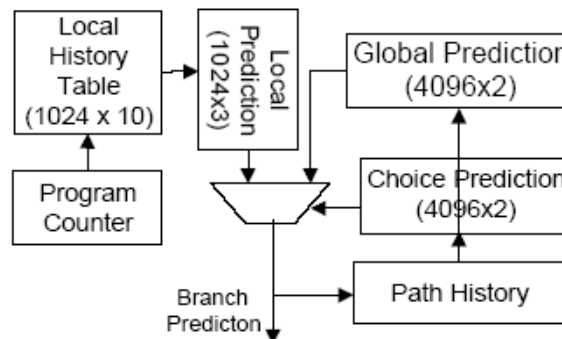 Local
History
Table
(1024 x 10)
Local
Prediction
(1024x3)
Global Prediction
(4096x2)
Program
Counter
Choice Prediction
(4096x2)
Path History
Branch
Predicton